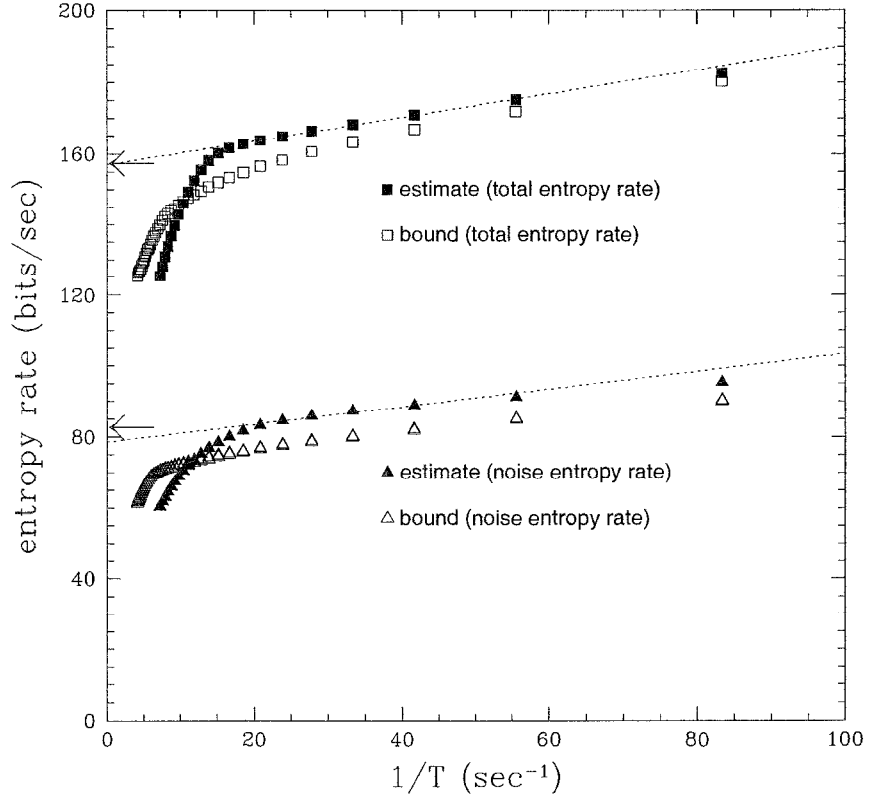 200
160
120
80
40
0
entropy rate (bits/sec)
estimate (total entropy rate)
bound (total entropy rate)
estimate (noise entropy rate)
bound (noise entropy rate)
0 20 40 60 80 100
1/T (sec⁻¹)